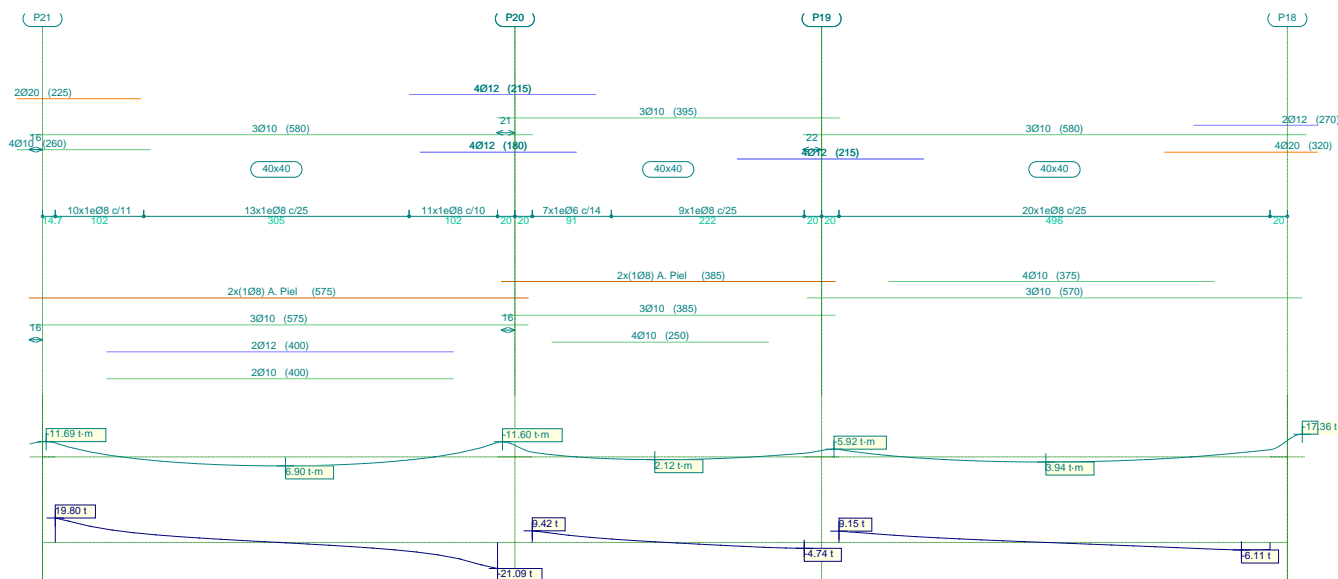 P21 P20 P19 P18
2Ø20 (225)
4Ø12 (215)
3Ø10 (395)
2Ø12 (270)
3Ø10 (580)
21
3Ø10 (580)
16
22
4Ø10 (260)
4Ø12 (180)
4Ø12 (215)
4Ø20 (320)
40x40 40x40 40x40
10x1eØ8 c/11 13x1eØ8 c/25 11x1eØ8 c/10 7x1eØ6 c/14 9x1eØ8 c/25 20x1eØ8 c/25
14.7 102 305 102 20 20 91 222 20 20 496 20
2x(1Ø8) A. Piel (385)
4Ø10 (375)
2x(1Ø8) A. Piel (575)
3Ø10 (570)
3Ø10 (385)
3Ø10 (575)
16 16
4Ø10 (250)
2Ø12 (400)
2Ø10 (400)
-17.36 t
-11.69 t·m -11.60 t·m -5.92 t·m
6.90 t·m 2.12 t·m 3.94 t·m
19.80 t 9.42 t 9.15 t
-21.09 t -4.74 t -6.11 t